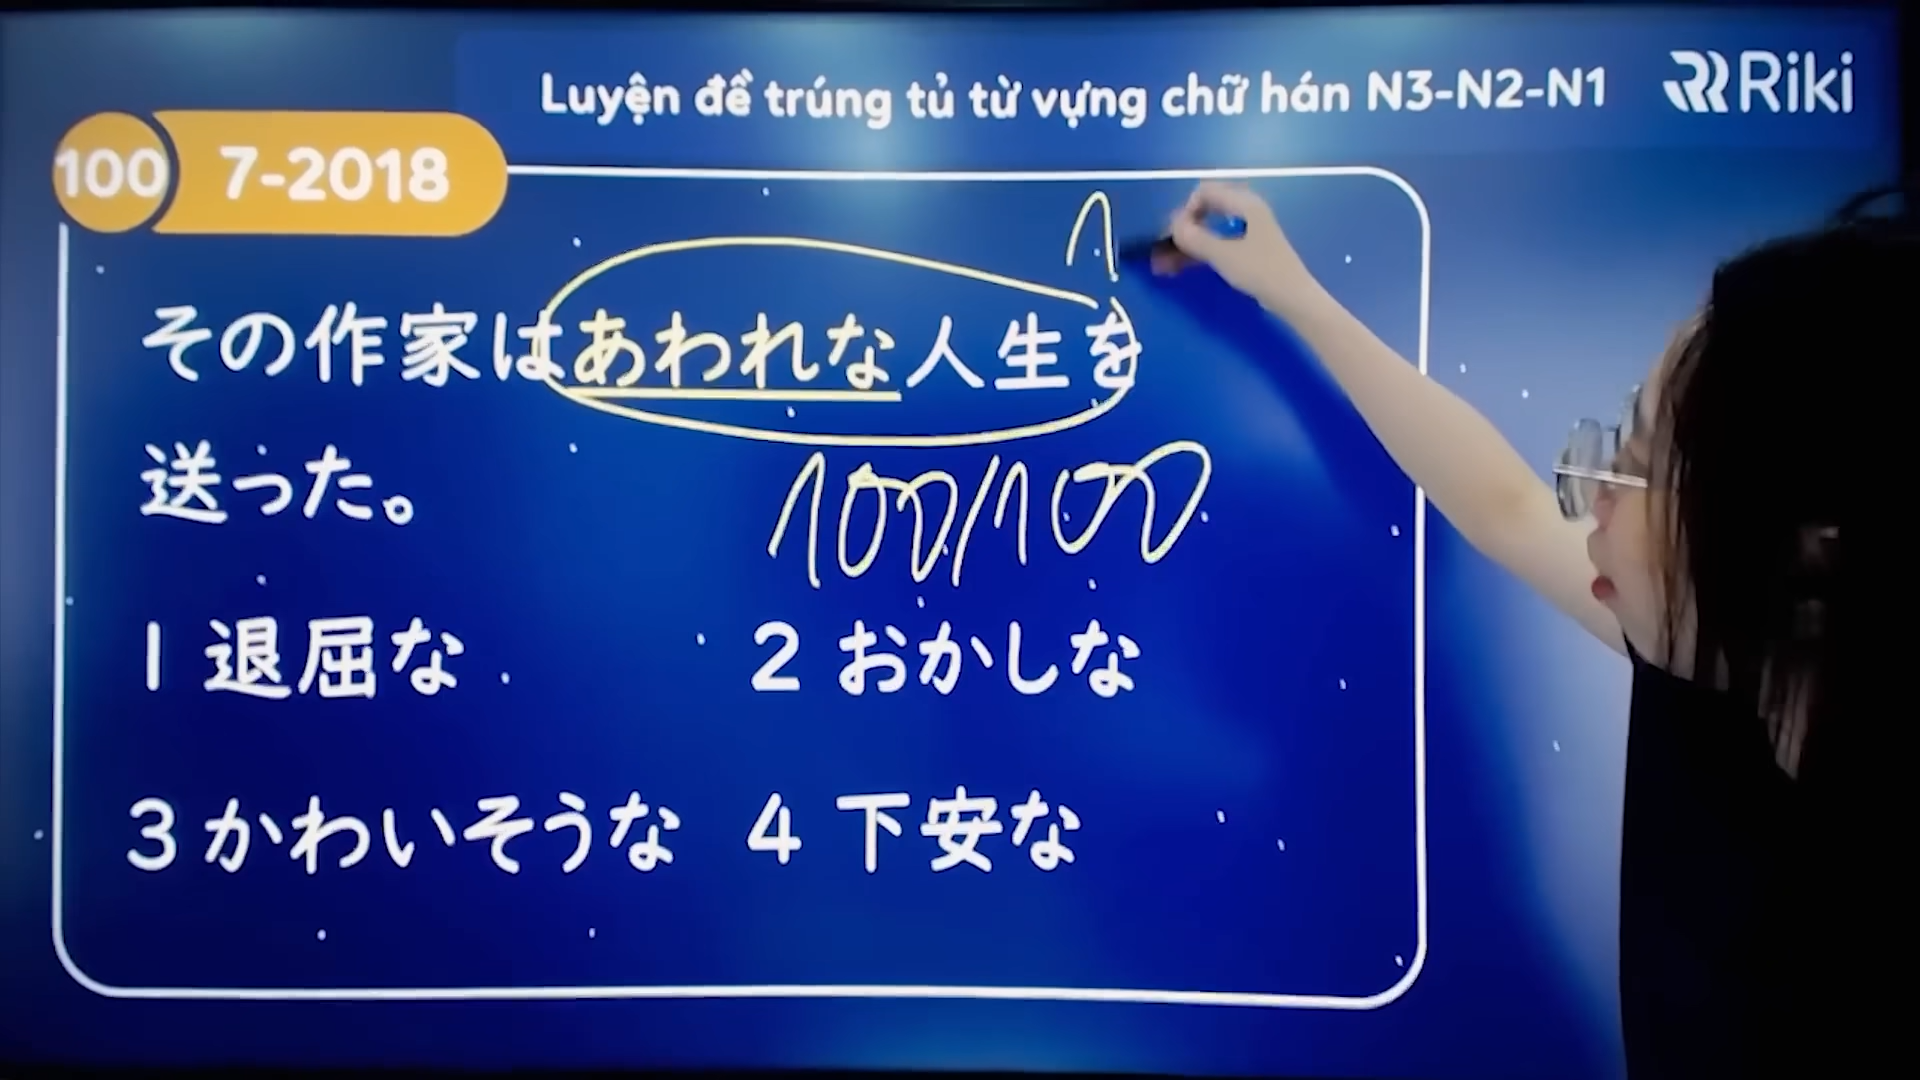 Luyện đề trúng tủ từ vựng chữ hán N3-N2-N1
Riki
100 7-2018
その作家はあわれな人生を
送った。
100/100
1 退屈な
2 おかしな
3 かわいそうな
4 下安な